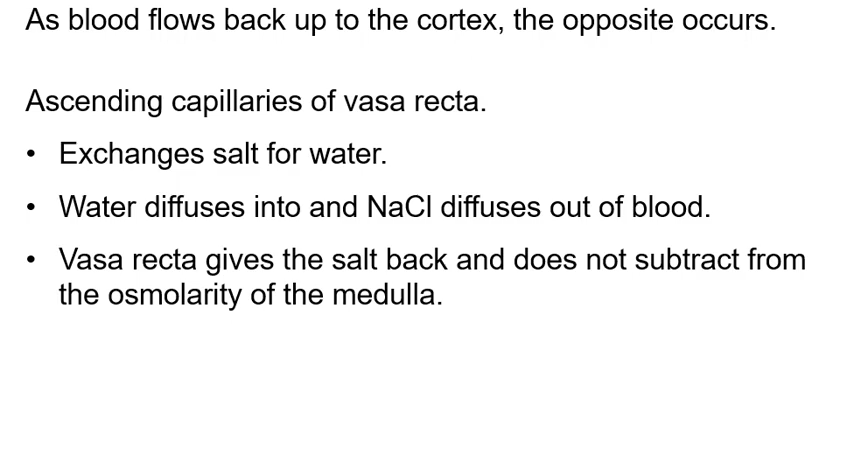 As blood flows back up to the cortex, the opposite occurs.
Ascending capillaries of vasa recta.
• Exchanges salt for water.
• Water diffuses into and NaCl diffuses out of blood.
• Vasa recta gives the salt back and does not subtract from
the osmolarity of the medulla.